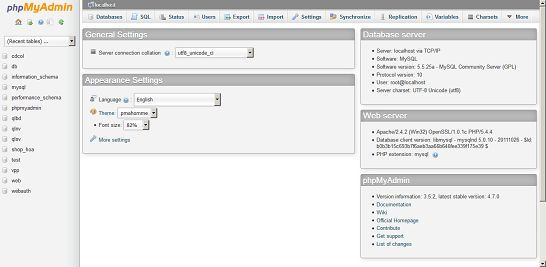 phpMyAdmin
(Recent tables) ...
cdcol
db
information_schema
mysql
performance_schema
phpmyadmin
qlbd
qlnv
qlsv
shop_hoa
test
vpp
web
webauth
localhost
Databases SQL Status Users Export Import Settings Synchronize Replication Variables Charsets More
General Settings
Server connection collation : utf8_unicode_ci
Appearance Settings
Language : English
Theme: pmahomme
Font size: 82%
More settings
Database server
Server: localhost via TCP/IP
Software: MySQL
Software version: 5.5.25a - MySQL Community Server (GPL)
Protocol version: 10
User: root@localhost
Server charset: UTF-8 Unicode (utf8)
Web server
Apache/2.4.2 (Win32) OpenSSL/1.0.1c PHP/5.4.4
Database client version: libmysql - mysqlnd 5.0.10 - 20111026 - $Id:
PHP extension: mysql
phpMyAdmin
Version information: 3.5.2, latest stable version: 4.7.0
Documentation
Wiki
Official Homepage
Contribute
Get support
List of changes